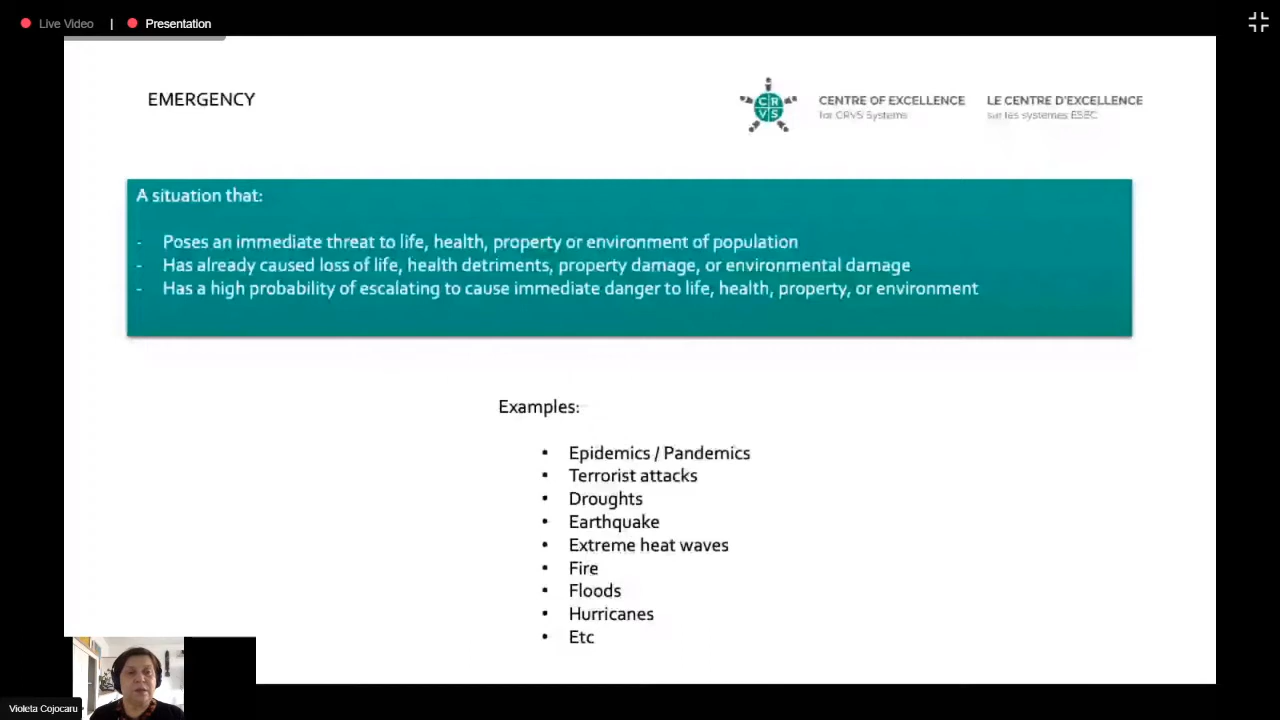 Live Video | Presentation
EMERGENCY
CRVS
CENTRE OF EXCELLENCE
for CRVS Systems
LE CENTRE D'EXCELLENCE
sur les systèmes ESEC
A situation that:
- Poses an immediate threat to life, health, property or environment of population
- Has already caused loss of life, health detriments, property damage, or environmental damage
- Has a high probability of escalating to cause immediate danger to life, health, property, or environment
Examples:
• Epidemics / Pandemics
• Terrorist attacks
• Droughts
• Earthquake
• Extreme heat waves
• Fire
• Floods
• Hurricanes
• Etc
Violeta Cojocaru